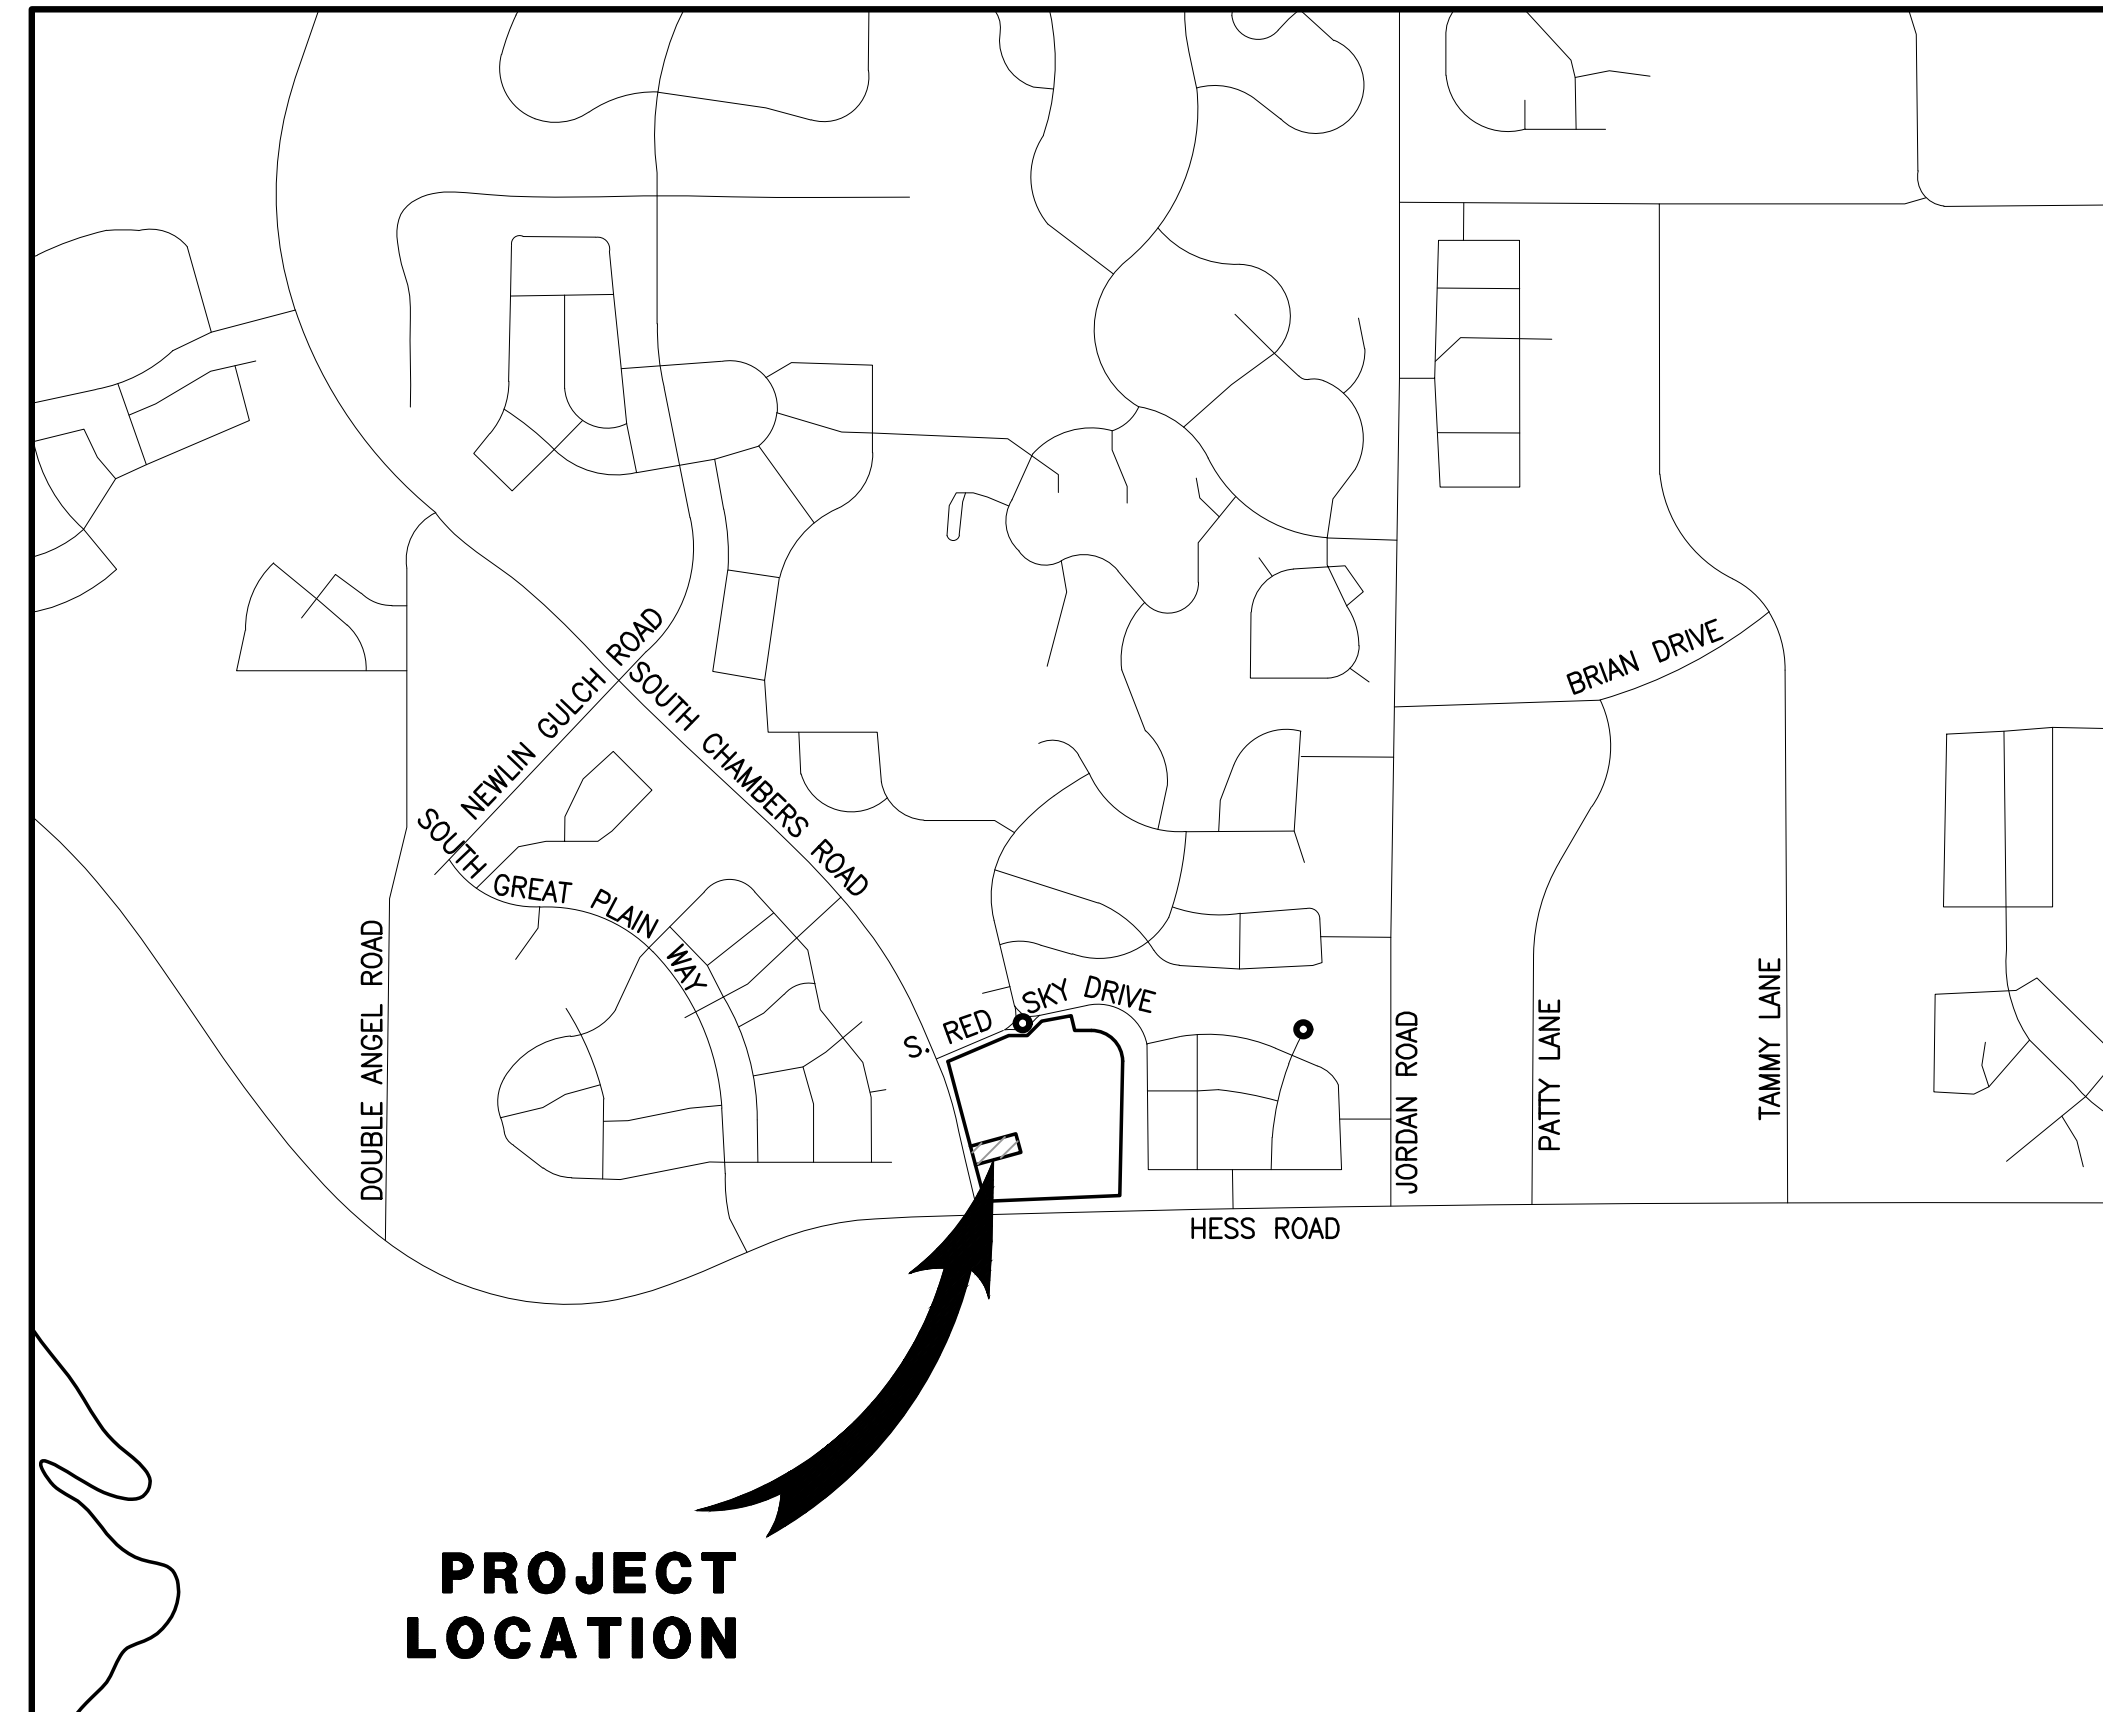 SOUTH NEWLIN GULCH ROAD
SOUTH CHAMBERS ROAD
BRIAN DRIVE
SOUTH GREAT PLAIN WAY
DOUBLE ANGEL ROAD
S. RED SKY DRIVE
JORDAN ROAD
PATTY LANE
TAMMY LANE
HESS ROAD
PROJECT
LOCATION